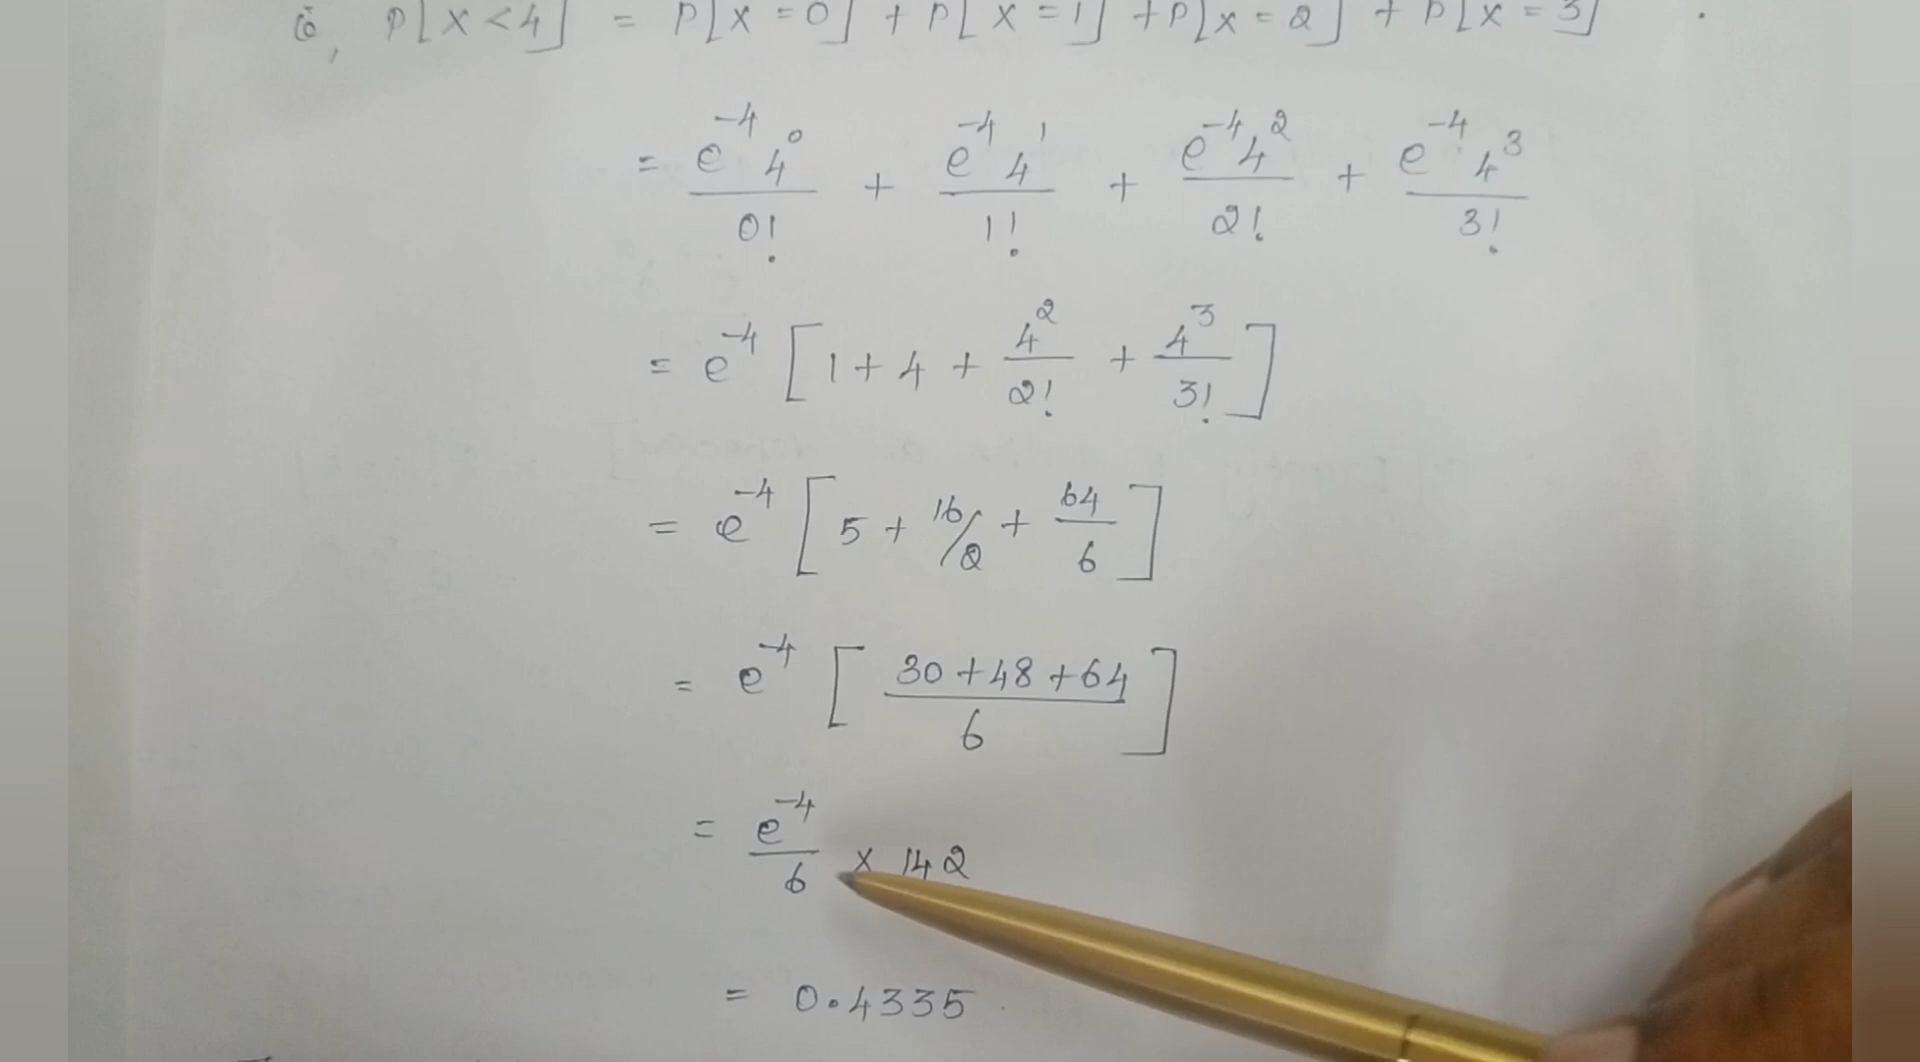 so, P[X<4] = P[X=0] + P[X=1] + P[X=2] + P[X=3]
= e^-4 4^0 / 0! + e^-4 4^1 / 1! + e^-4 4^2 / 2! + e^-4 4^3 / 3!
= e^-4 [1 + 4 + 4^2 / 2! + 4^3 / 3!]
= e^-4 [5 + 16/2 + 64/6]
= e^-4 [30+48+64 / 6]
= e^-4 / 6 x 142
= 0.4335